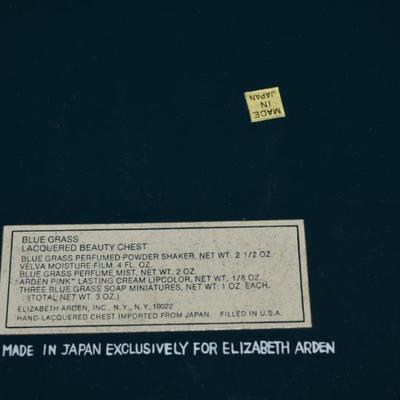 MADE
IN
JAPAN
BLUE GRASS
LACQUERED BEAUTY CHEST
BLUE GRASS PERFUMED POWDER SHAKER, NET WT. 2 1/2 OZ.
VELVA MOISTURE FILM, 4 FL. OZ.
BLUE GRASS PERFUME MIST, NET WT. 2 OZ.
"ARDEN PINK" LASTING CREAM LIPCOLOR, NET WT. 1/8 OZ.
THREE BLUE GRASS SOAP MINIATURES, NET WT. 1 OZ. EACH.
(TOTAL NET WT. 3 OZ.)
ELIZABETH ARDEN, INC., N.Y., N.Y. 10022
HAND-LACQUERED CHEST IMPORTED FROM JAPAN. FILLED IN U.S.A.
MADE IN JAPAN EXCLUSIVELY FOR ELIZABETH ARDEN